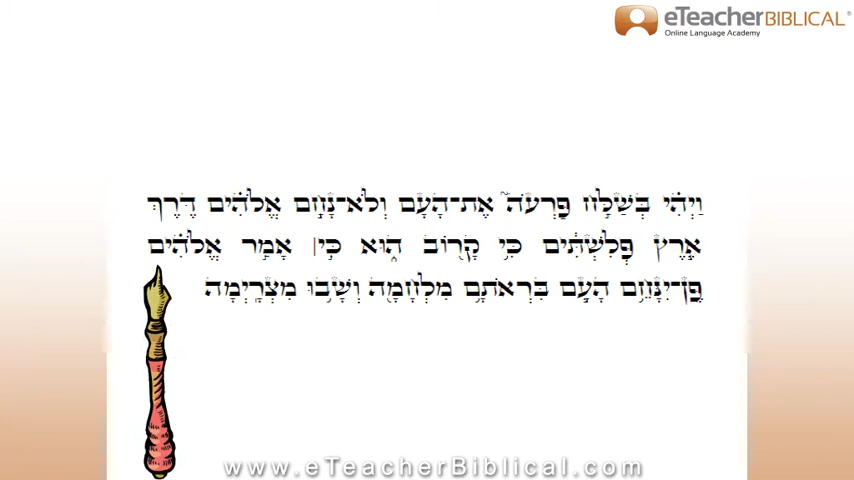 eTeacherBIBLICAL®
Online Language Academy
וַיְהִ֗י בְּשַׁלַּ֣ח פַּרְעֹה֮ אֶת־הָעָם֒ וְלֹא־נָחָ֣ם אֱלֹהִ֗ים דֶּ֚רֶךְ
אֶ֣רֶץ פְּלִשְׁתִּ֔ים כִּ֥י קָר֖וֹב ה֑וּא כִּ֣י׀ אָמַ֣ר אֱלֹהִ֗ים
פֶּֽן־יִנָּחֵ֥ם הָעָ֛ם בִּרְאֹתָ֥ם מִלְחָמָ֖ה וְשָׁ֥בוּ מִצְרָֽיְמָה
www.eTeacherBiblical.com